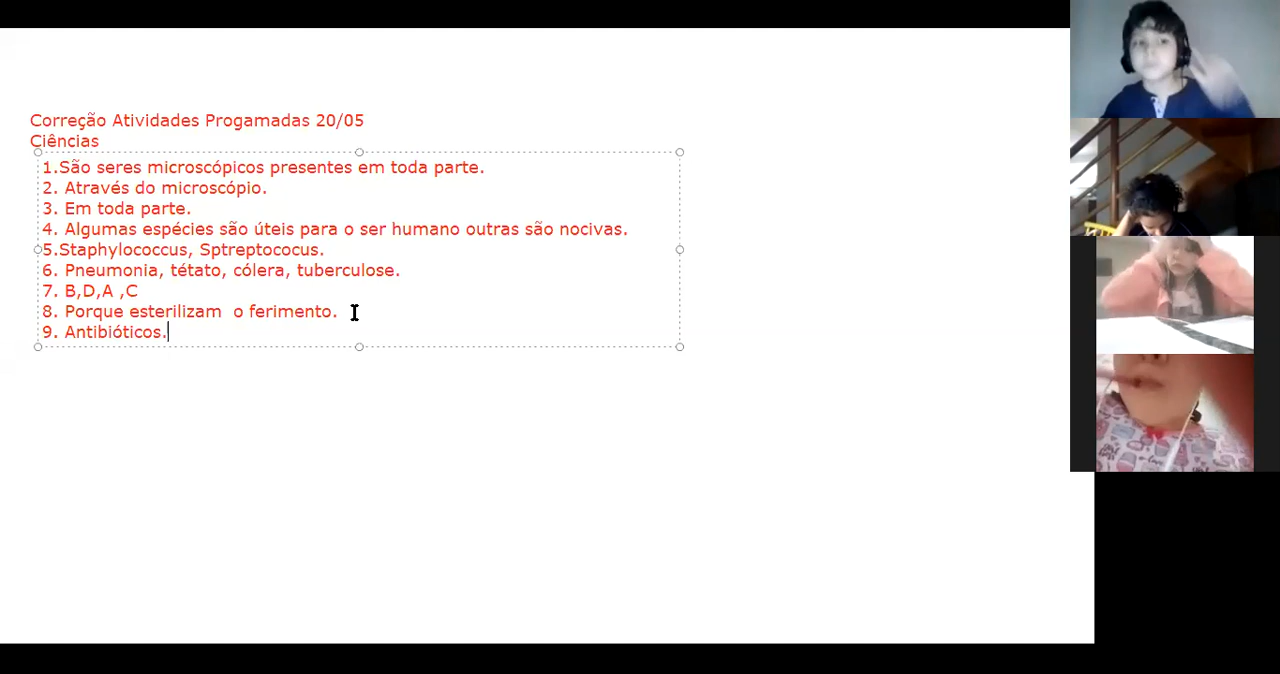 Correção Atividades Progamadas 20/05
Ciências
1.São seres microscópicos presentes em toda parte.
2. Através do microscópio.
3. Em toda parte.
4. Algumas espécies são úteis para o ser humano outras são nocivas.
5.Staphylococcus, Sptreptococus.
6. Pneumonia, tétato, cólera, tuberculose.
7. B,D,A ,C
8. Porque esterilizam  o ferimento.
9. Antibióticos.